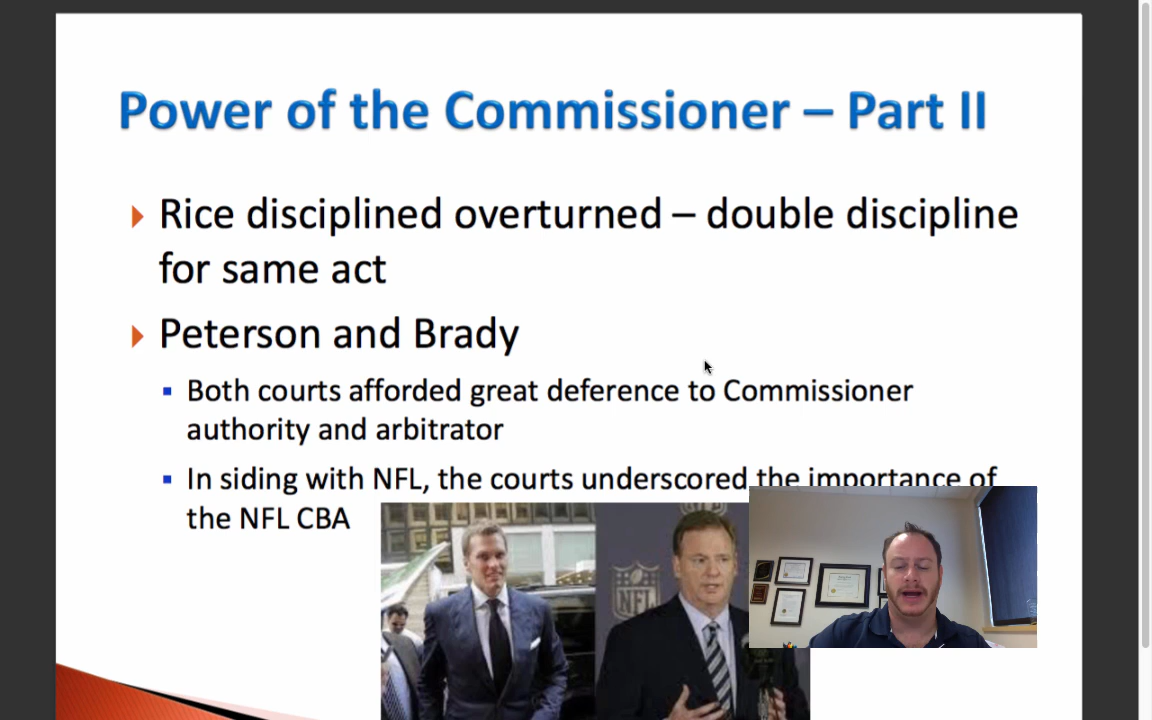 Power of the Commissioner – Part II
Rice disciplined overturned – double discipline
for same act
Peterson and Brady
Both courts afforded great deference to Commissioner
authority and arbitrator
In siding with NFL, the courts underscored the importance of
the NFL CBA
NFL